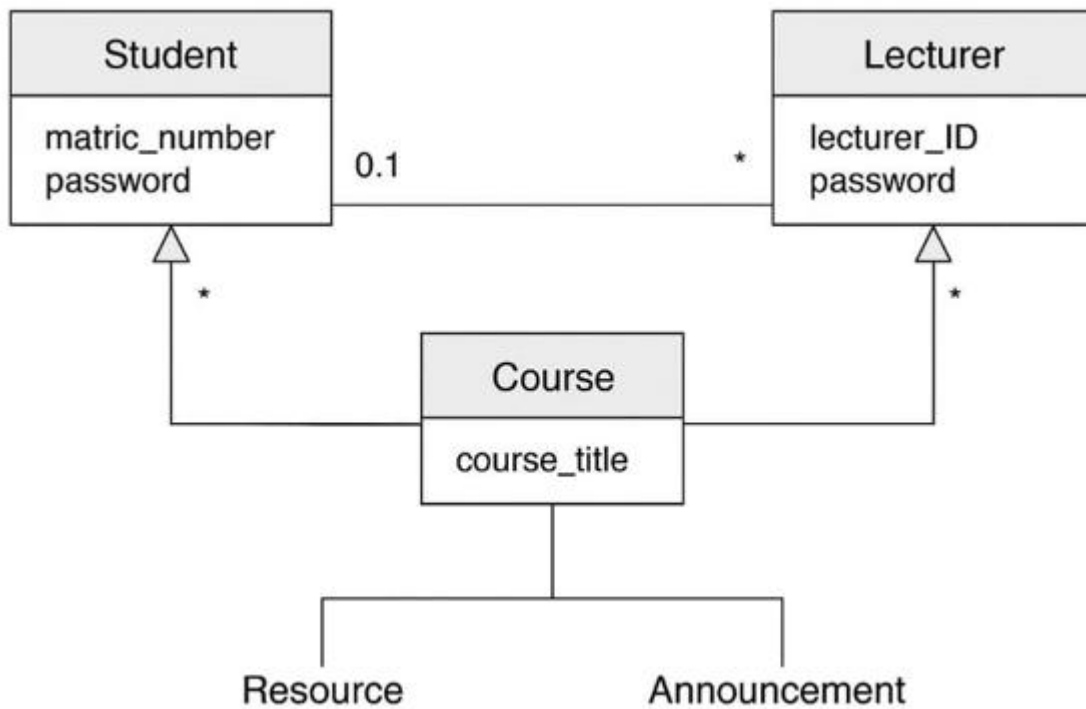 Student
Lecturer
matric_number
password
lecturer_ID
password
0.1
*
*
*
Course
course_title
Resource
Announcement